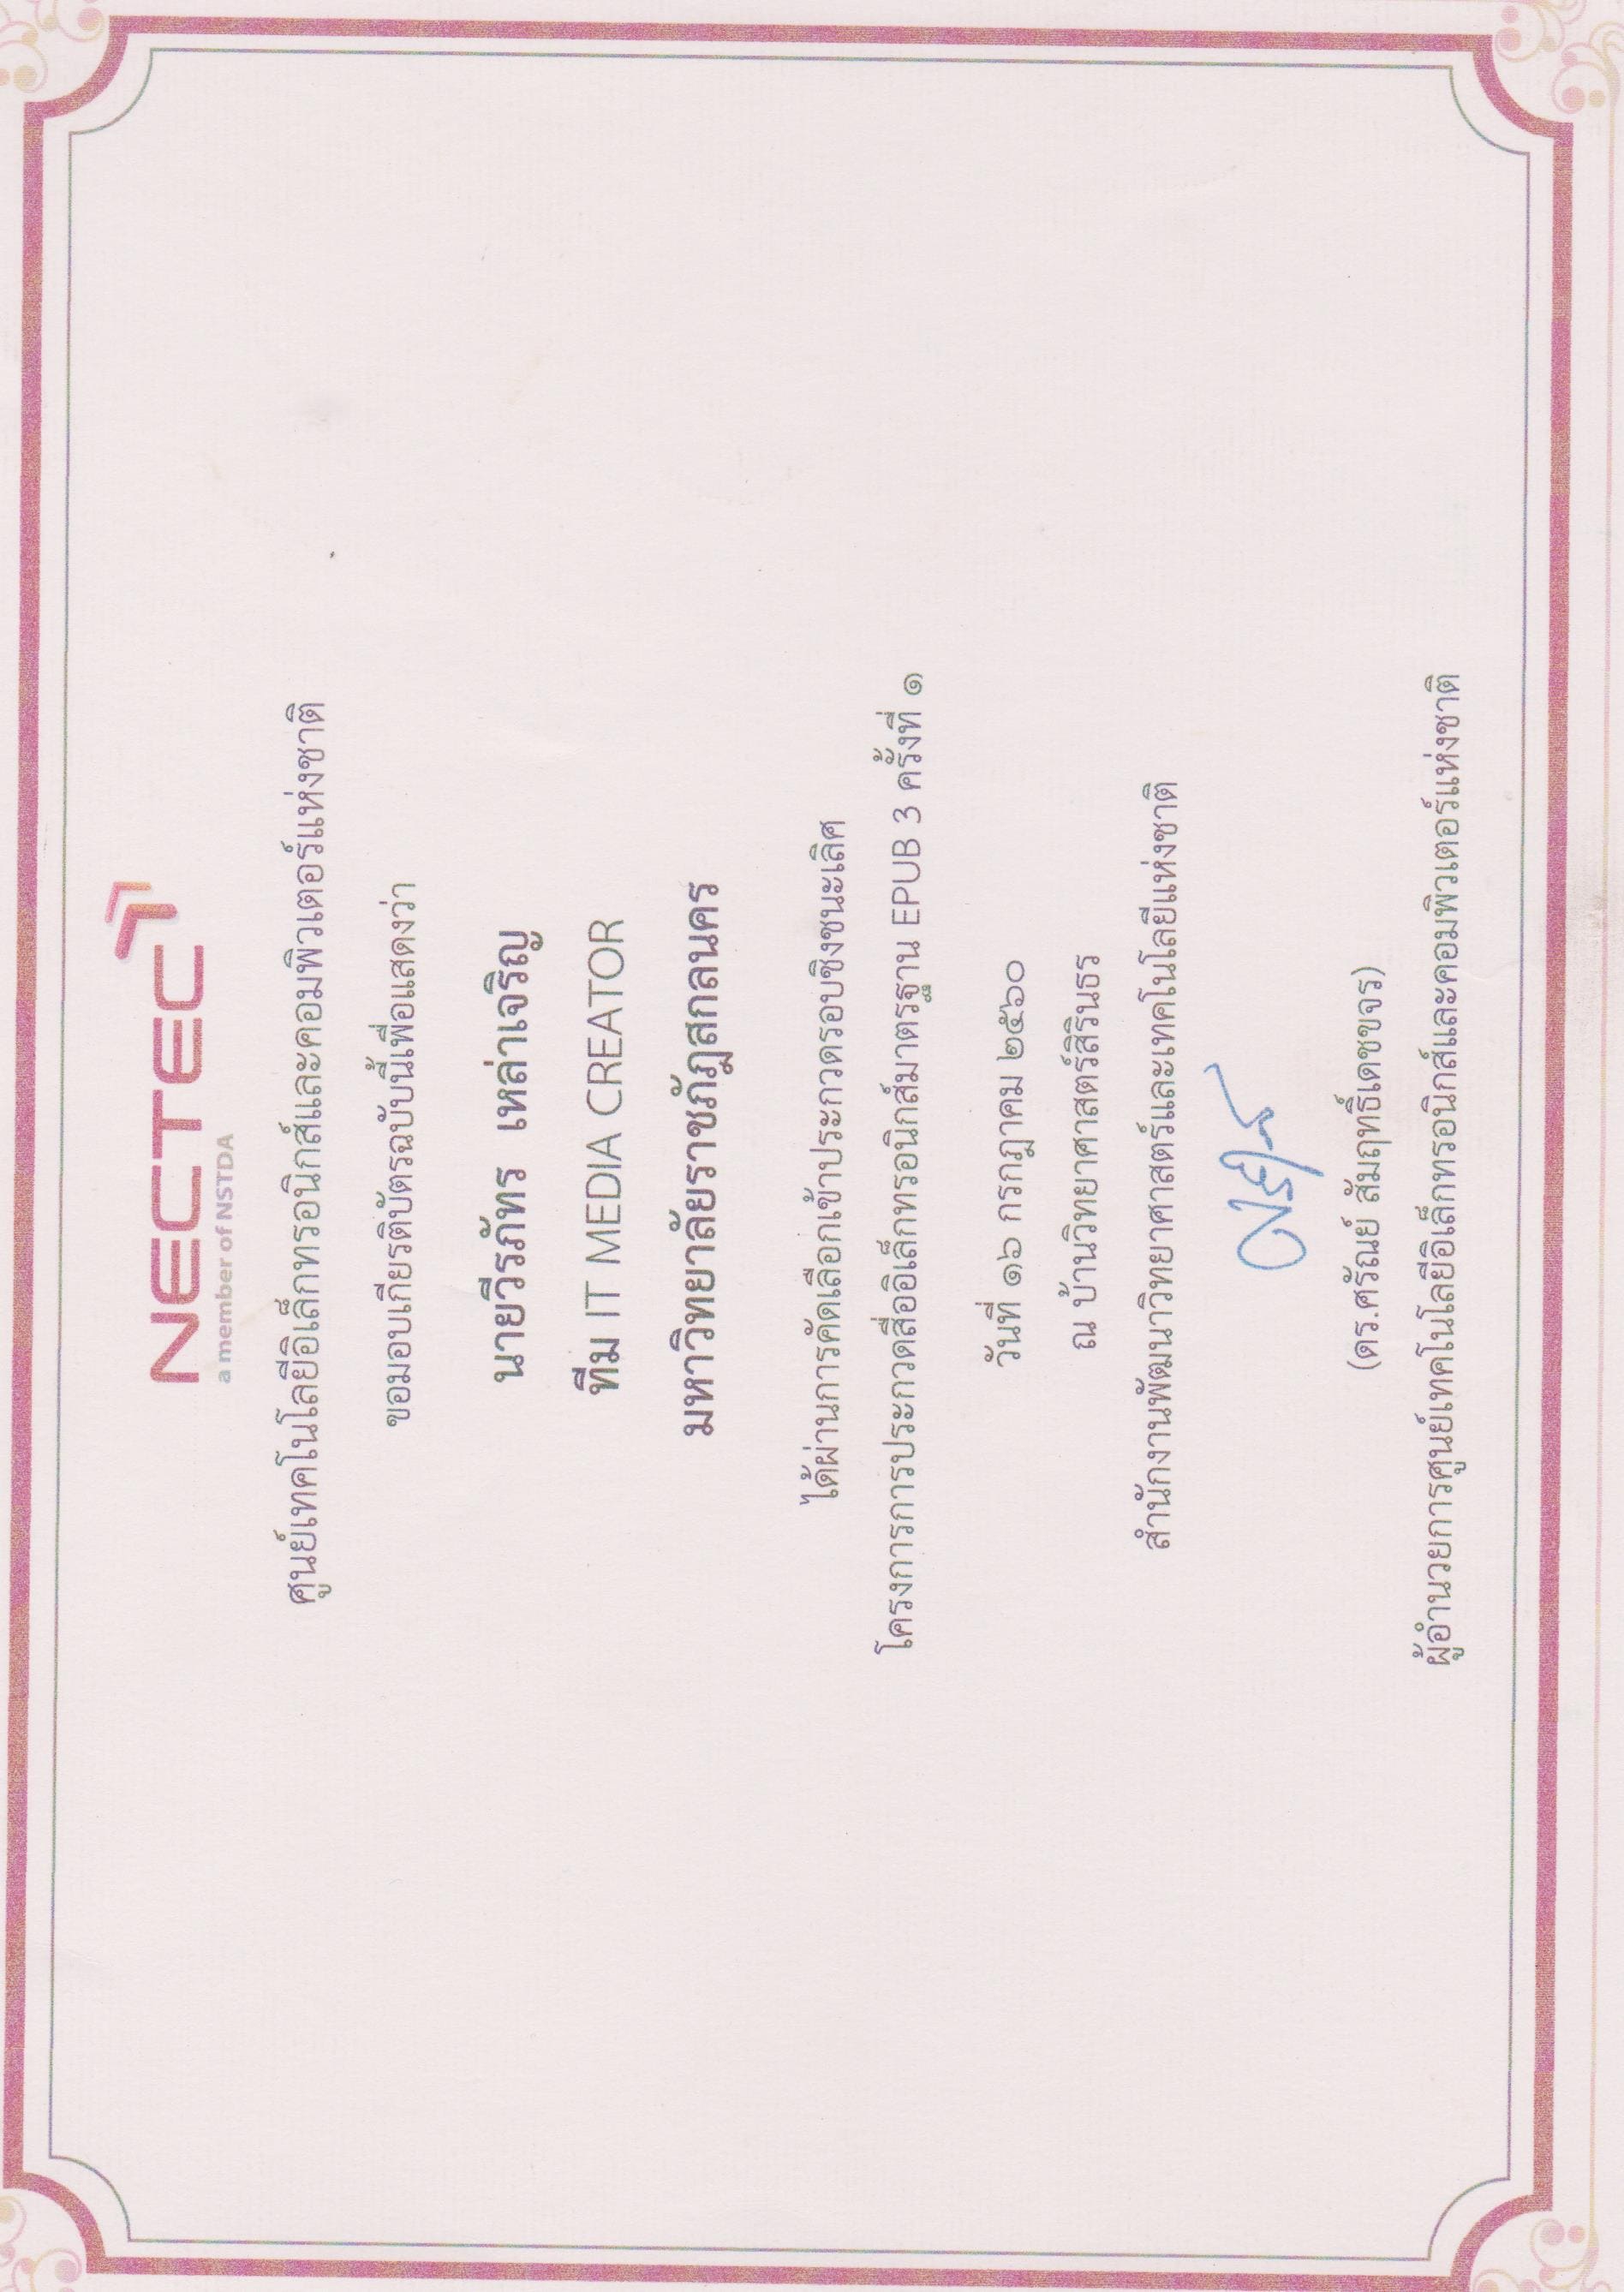 NECTEC
a member of NSTDA
ศูนย์เทคโนโลยีอิเล็กทรอนิกส์และคอมพิวเตอร์แห่งชาติ
ขอมอบเกียรติบัตรฉบับนี้เพื่อแสดงว่า
นายวีรภัทร เหล่าเจริญ
ทีม IT MEDIA CREATOR
มหาวิทยาลัยราชภัฎสกลนคร
ได้ผ่านการคัดเลือกเข้าประกวดรอบชิงชนะเลิศ
โครงการการประกวดสื่ออิเล็กทรอนิกส์มาตรฐาน EPUB 3 ครั้งที่ ๑
วันที่ ๑๖ กรกฎาคม ๒๕๖๐
ณ บ้านวิทยาศาสตร์สิรินธร
สำนักงานพัฒนาวิทยาศาสตร์และเทคโนโลยีแห่งชาติ
(ดร.ศรัณย์ สัมฤทธิ์เดชขจร)
ผู้อำนวยการศูนย์เทคโนโลยีอิเล็กทรอนิกส์และคอมพิวเตอร์แห่งชาติ